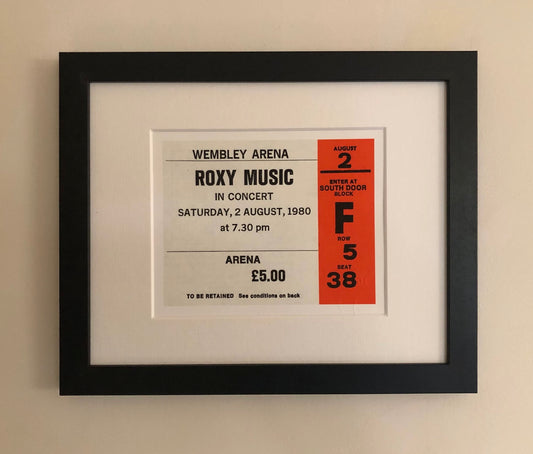 WEMBLEY ARENA
ROXY MUSIC
IN CONCERT
SATURDAY, 2 AUGUST, 1980
at 7.30 pm
ARENA
£5.00
TO BE RETAINED See conditions on back
AUGUST
2
ENTER AT
SOUTH DOOR
BLOCK
F
ROW
5
SEAT
38